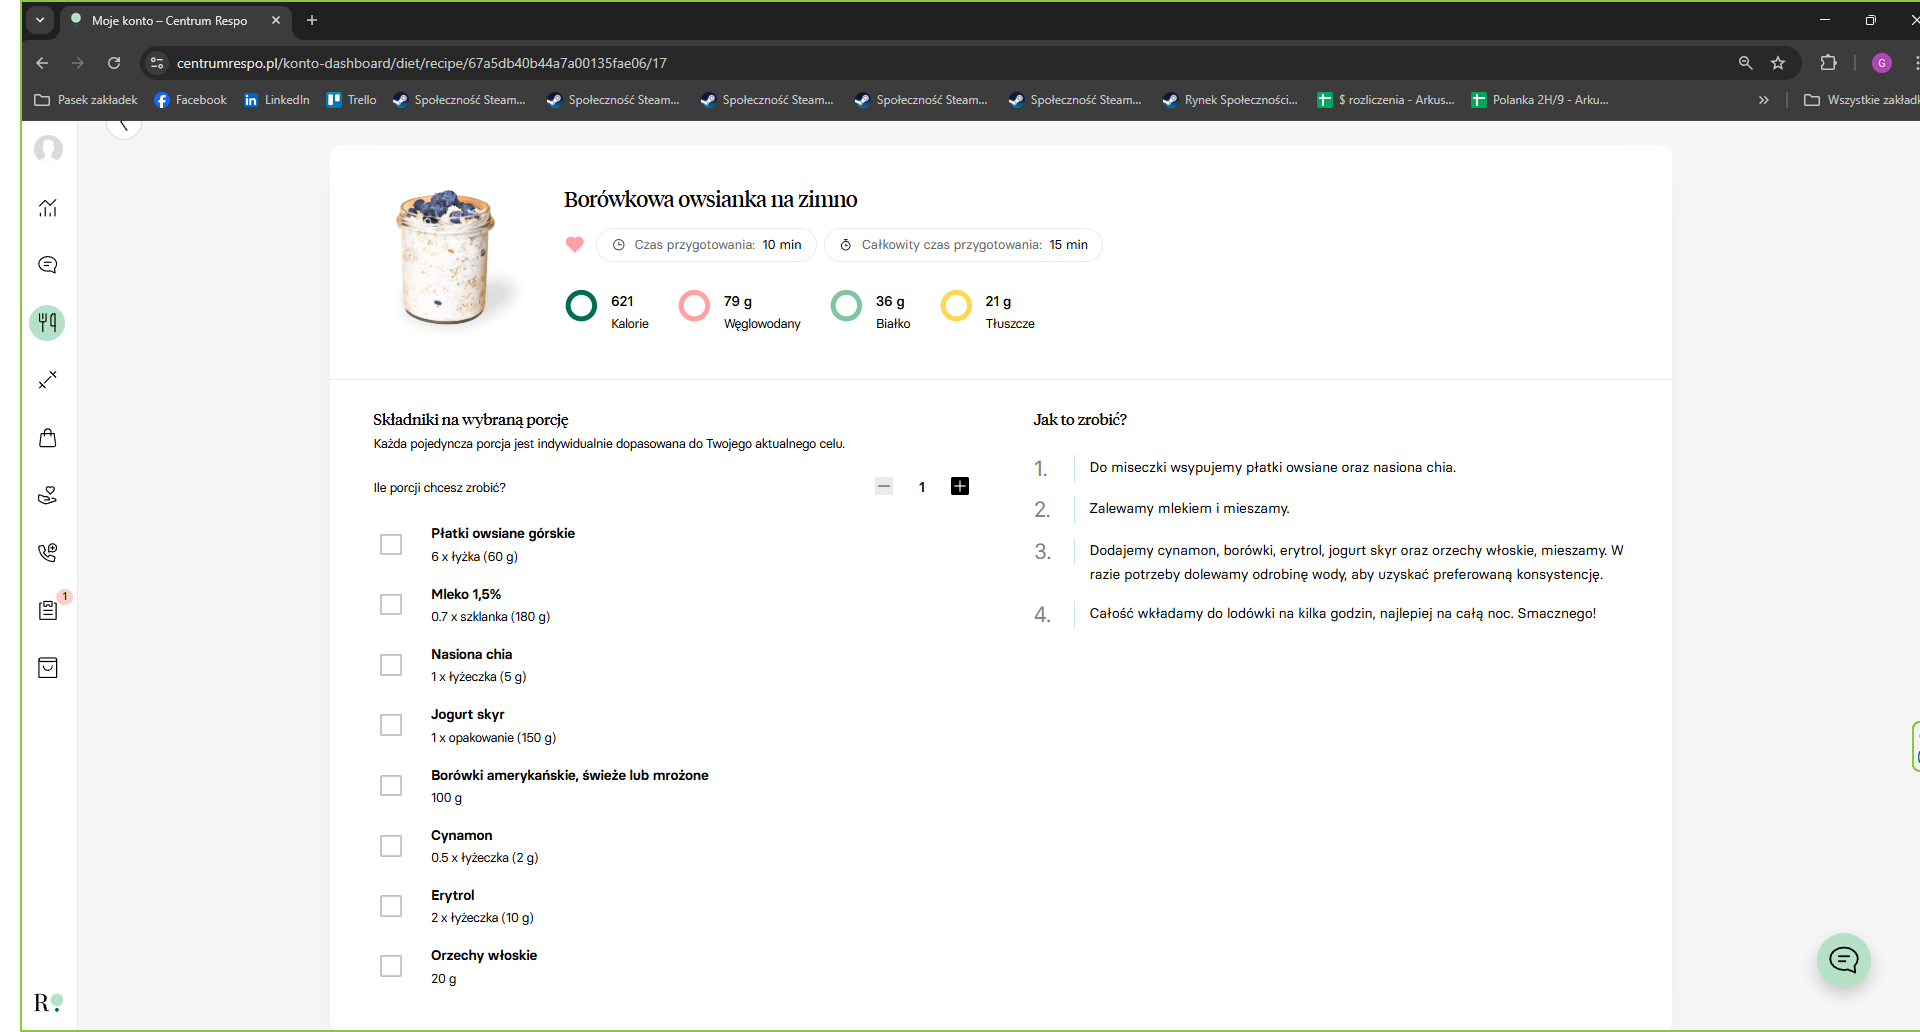 Moje konto – Centrum Respo
centrumrespo.pl/konto-dashboard/diet/recipe/67a5db40b44a7a00135fae06/17
G
Pasek zakładek
Facebook
LinkedIn
Trello
Społeczność Steam...
Społeczność Steam...
Społeczność Steam...
Społeczność Steam...
Społeczność Steam...
Rynek Społeczności...
$ rozliczenia - Arkus...
Polanka 2H/9 - Arku...
Wszystkie zakład
Borówkowa owsianka na zimno
Czas przygotowania: 10 min
Całkowity czas przygotowania: 15 min
621
Kalorie
79 g
Węglowodany
36 g
Białko
21 g
Tłuszcze
Składniki na wybraną porcję
Każda pojedyncza porcja jest indywidualnie dopasowana do Twojego aktualnego celu.
Ile porcji chcesz zrobić?
1
Płatki owsiane górskie
6 x łyżka (60 g)
Mleko 1,5%
0.7 x szklanka (180 g)
Nasiona chia
1 x łyżeczka (5 g)
Jogurt skyr
1 x opakowanie (150 g)
Borówki amerykańskie, świeże lub mrożone
100 g
Cynamon
0.5 x łyżeczka (2 g)
Erytrol
2 x łyżeczka (10 g)
Orzechy włoskie
20 g
Jak to zrobić?
1. Do miseczki wsypujemy płatki owsiane oraz nasiona chia.
2. Zalewamy mlekiem i mieszamy.
3. Dodajemy cynamon, borówki, erytrol, jogurt skyr oraz orzechy włoskie, mieszamy. W
razie potrzeby dolewamy odrobinę wody, aby uzyskać preferowaną konsystencję.
4. Całość wkładamy do lodówki na kilka godzin, najlepiej na całą noc. Smacznego!
1
R